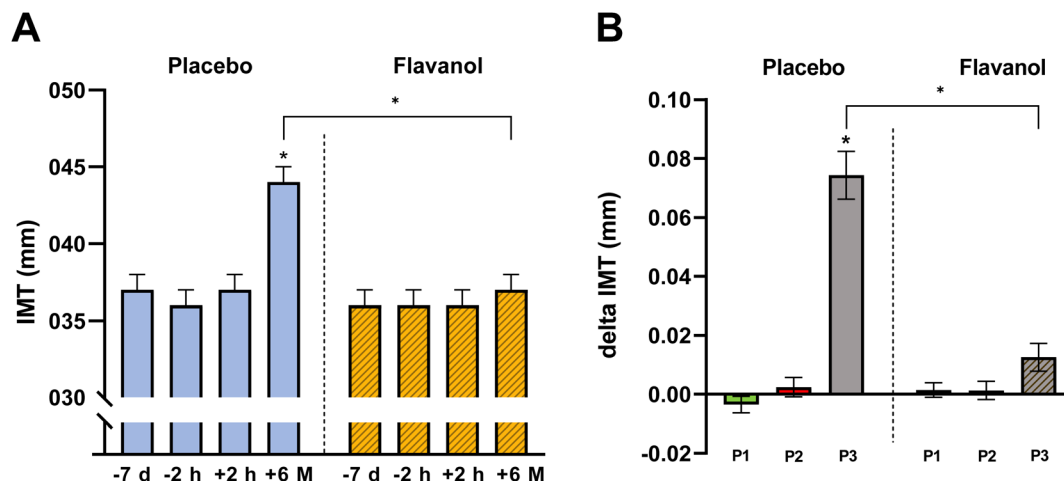 A
Placebo
Flavanol
IMT (mm)
050
045
040
035
030
*
*
-7 d
-2 h
+2 h
+6 M
-7 d
-2 h
+2 h
+6 M
B
Placebo
Flavanol
delta IMT (mm)
0.10
0.08
0.06
0.04
0.02
0.00
-0.02
*
*
P1
P2
P3
P1
P2
P3